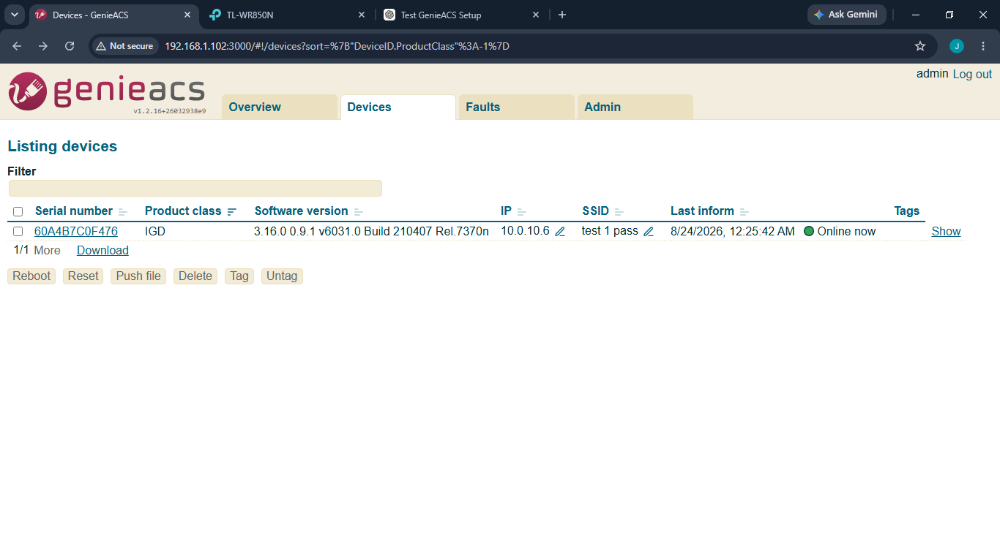 Devices - GenieACS TL-WR850N Test GenieACS Setup Ask Gemini
Not secure 192.168.1.102:3000/#!/devices?sort=%7B"DeviceID.ProductClass"%3A-1%7D J
admin Log out
genieacs
v1.2.16+26032938e9
Overview Devices Faults Admin
Listing devices
Filter
Serial number Product class Software version IP SSID Last inform Tags
60A4B7C0F476 IGD 3.16.0 0.9.1 v6031.0 Build 210407 Rel.7370n 10.0.10.6 test 1 pass 8/24/2026, 12:25:42 AM Online now Show
1/1 More Download
Reboot Reset Push file Delete Tag Untag